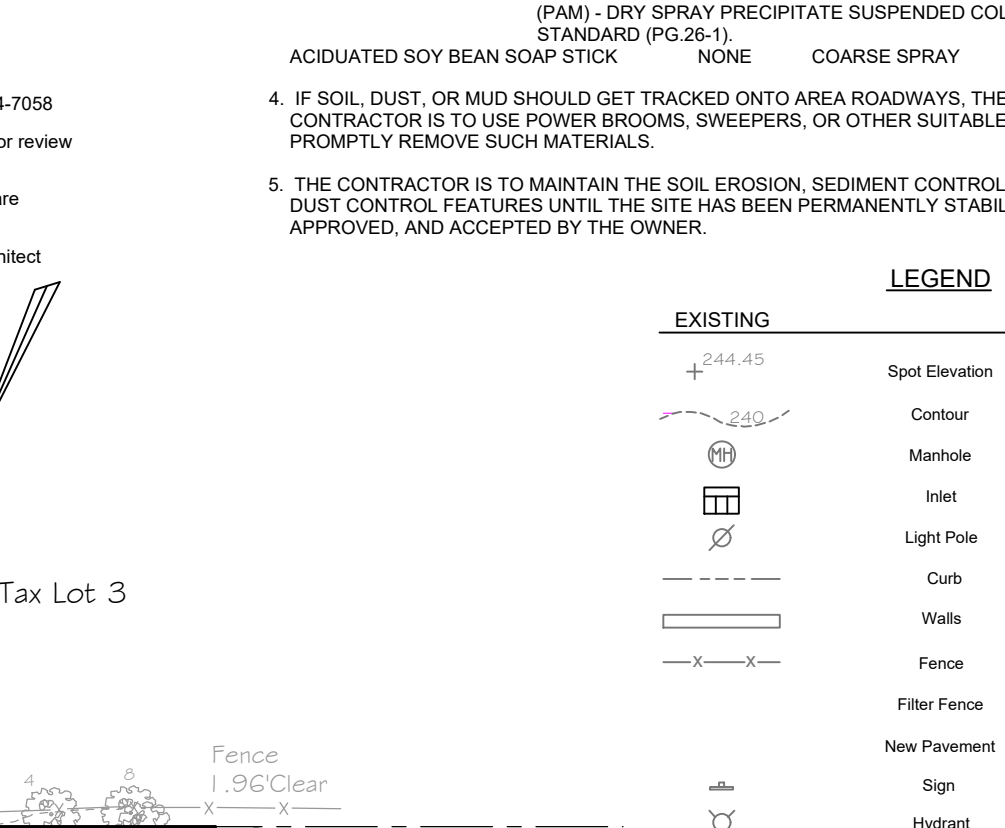 (PAM) - DRY SPRAY PRECIPITATE SUSPENDED COL
STANDARD (PG.26-1).
ACIDUATED SOY BEAN SOAP STICK NONE COARSE SPRAY
4-7058
or review
are
hitect
4. IF SOIL, DUST, OR MUD SHOULD GET TRACKED ONTO AREA ROADWAYS, THE
CONTRACTOR IS TO USE POWER BROOMS, SWEEPERS, OR OTHER SUITABLE
PROMPTLY REMOVE SUCH MATERIALS.
5. THE CONTRACTOR IS TO MAINTAIN THE SOIL EROSION, SEDIMENT CONTROL
DUST CONTROL FEATURES UNTIL THE SITE HAS BEEN PERMANENTLY STABIL
APPROVED, AND ACCEPTED BY THE OWNER.
LEGEND
EXISTING
244.45 Spot Elevation
240 Contour
MH Manhole
Inlet
Light Pole
Curb
Walls
X X Fence
Filter Fence
New Pavement
Sign
Hydrant
Tax Lot 3
Fence
1.96'Clear
4 8
X X X X